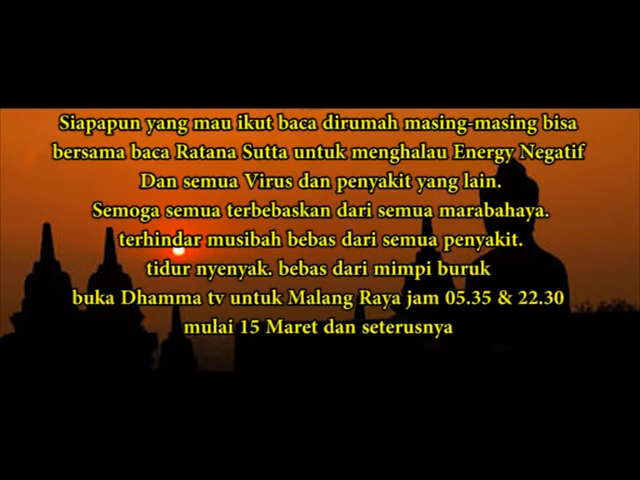 Siapapun yang mau ikut baca dirumah masing-masing bisa
bersama baca Ratana Sutta untuk menghalau Energy Negatif
Dan semua Virus dan penyakit yang lain.
Semoga semua terbebaskan dari semua marabahaya.
terhindar musibah bebas dari semua penyakit.
tidur nyenyak. bebas dari mimpi buruk
buka Dhamma tv untuk Malang Raya jam 05.35 & 22.30
mulai 15 Maret dan seterusnya